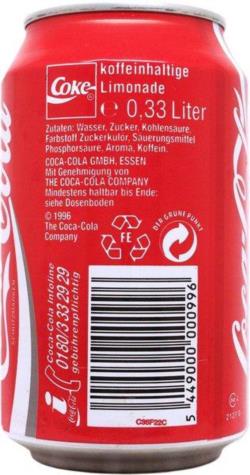 koffeinhaltige
Coke Limonade
e 0,33 Liter
Zutaten: Wasser, Zucker, Kohlensäure,
Farbstoff Zuckerkulör, Säuerungsmittel
Phosphorsäure, Aroma, Koffein.
COCA-COLA GMBH, ESSEN
Mit Genehmigung von
THE COCA-COLA COMPANY
Mindestens haltbar bis Ende:
siehe Dosenboden
© 1996
The Coca-Cola
Company
FE
DER GRÜNE PUNKT
Coca-Cola Infoline
0180/3 33 29 29
gebührenpflichtig
5 449000 000996
C36F22C